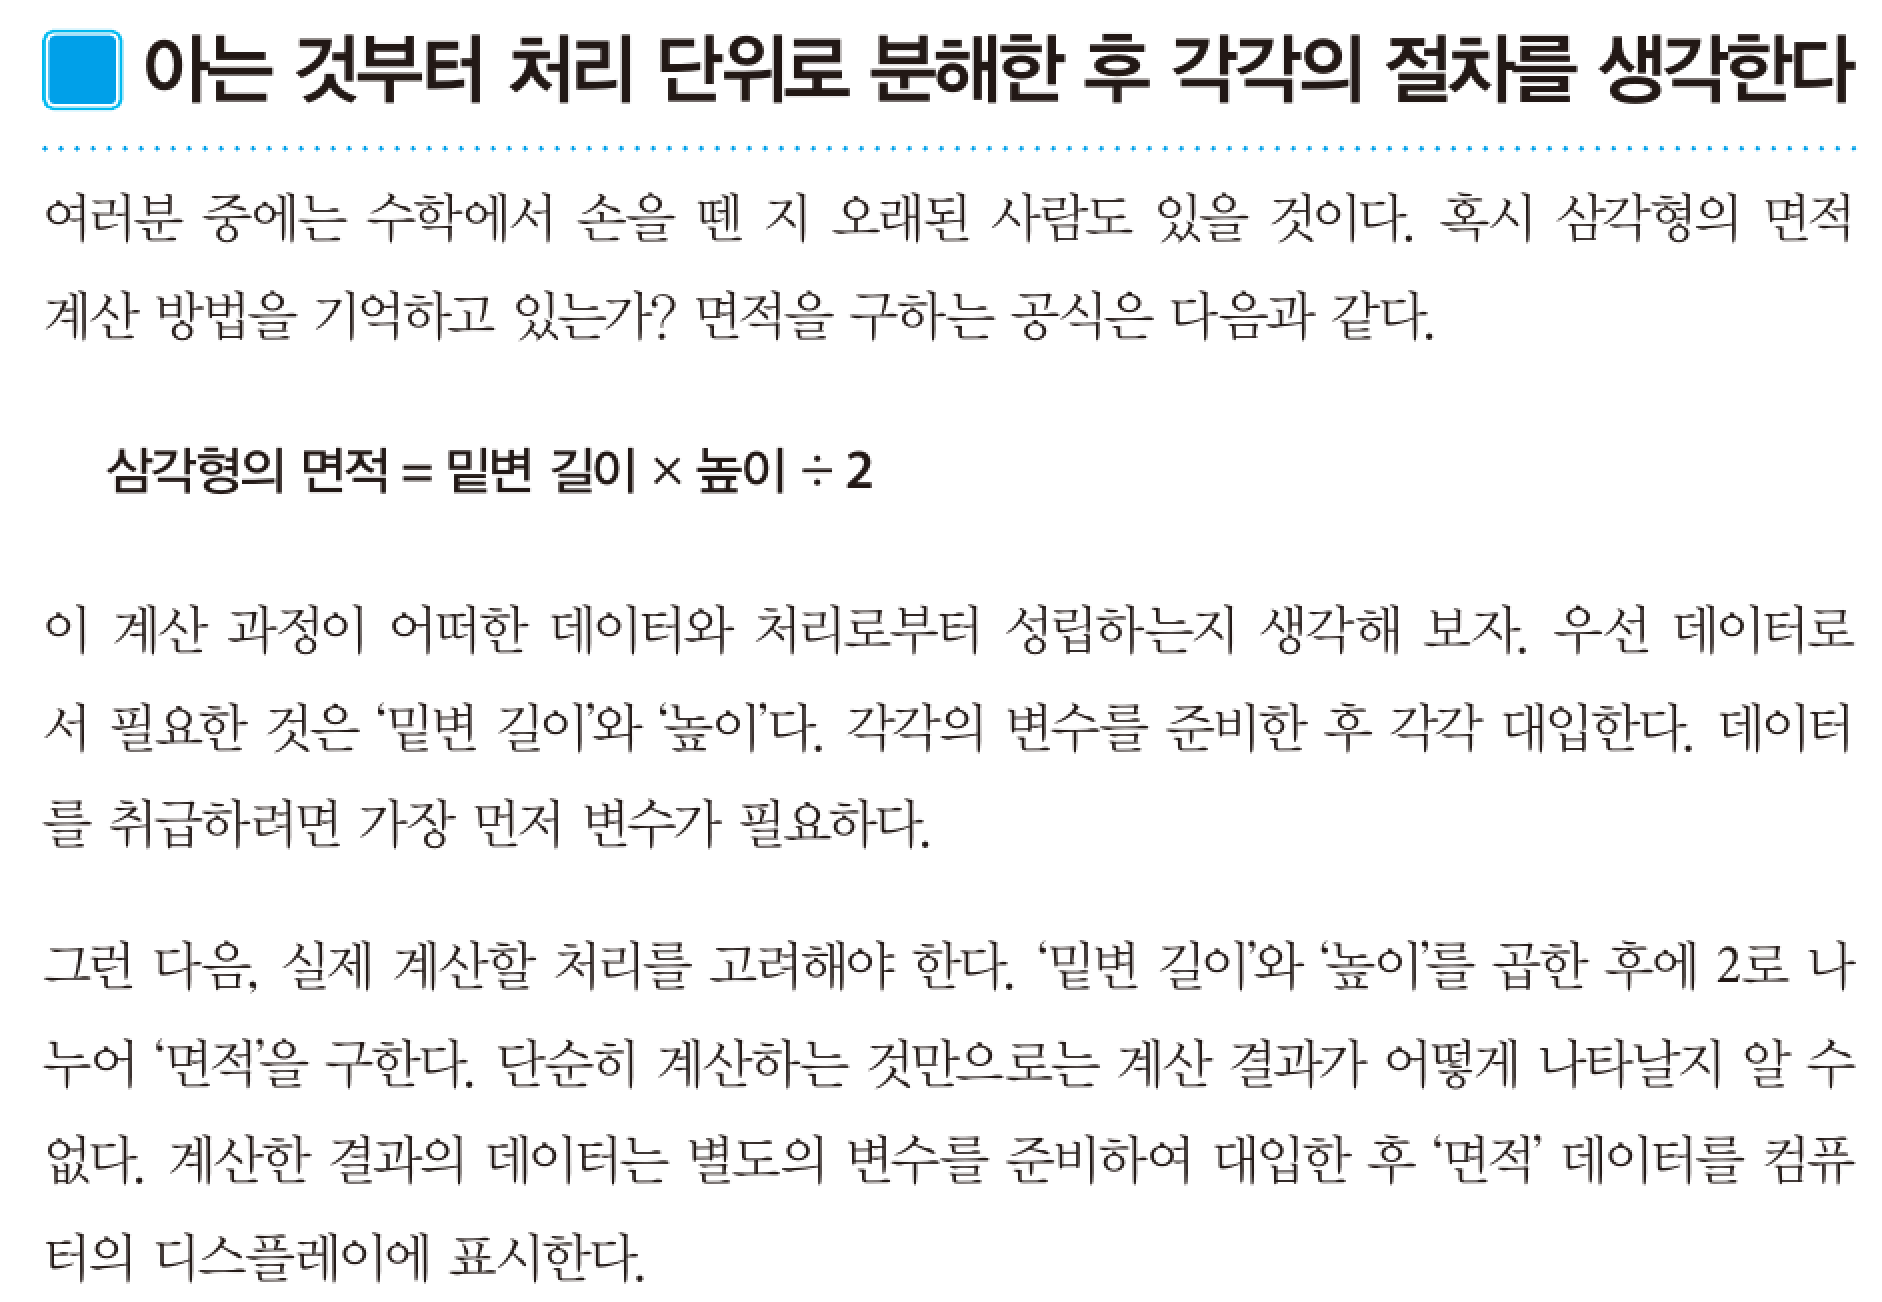 아는 것부터 처리 단위로 분해한 후 각각의 절차를 생각한다
여러분 중에는 수학에서 손을 뗀 지 오래된 사람도 있을 것이다. 혹시 삼각형의 면적
계산 방법을 기억하고 있는가? 면적을 구하는 공식은 다음과 같다.
삼각형의 면적 = 밑변 길이 × 높이 ÷ 2
이 계산 과정이 어떠한 데이터와 처리로부터 성립하는지 생각해 보자. 우선 데이터로
서 필요한 것은 ‘밑변 길이’와 ‘높이’다. 각각의 변수를 준비한 후 각각 대입한다. 데이터
를 취급하려면 가장 먼저 변수가 필요하다.
그런 다음, 실제 계산할 처리를 고려해야 한다. ‘밑변 길이’와 ‘높이’를 곱한 후에 2로 나
누어 ‘면적’을 구한다. 단순히 계산하는 것만으로는 계산 결과가 어떻게 나타날지 알 수
없다. 계산한 결과의 데이터는 별도의 변수를 준비하여 대입한 후 ‘면적’ 데이터를 컴퓨
터의 디스플레이에 표시한다.